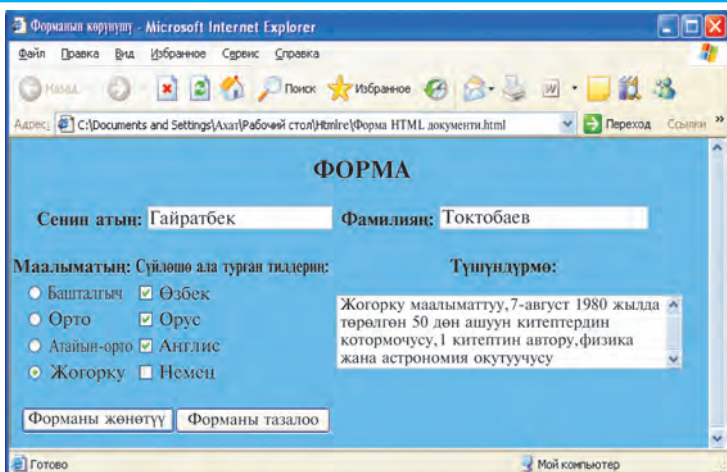 Форманын көрүнүшү - Microsoft Internet Explorer
Файл Правка Вид Избранное Сервис Справка
Назад Поиск Избранное
Адрес: C:\Documents and Settings\Ахат\Рабочий стол\Htmlre\Форма HTML документи.html Переход Ссылки »
ФОРМА
Сенин атың: Гайратбек Фамилияң: Токтобаев
Маалыматың: Сүйлөшө ала турган тилдериң: Түшүндүрмө:
Башталгыч Өзбек
Орто Орус
Атайын-орто Англис
Жогорку Немец
Жогорку маалыматтуу,7-август 1980 жылда
төрөлгөн 50 дөн ашуун китептердин
котормочусу,1 китептин автору,физика
жана астрономия окутуучусу
Форманы жөнөтүү Форманы тазалоо
Готово Мой компьютер